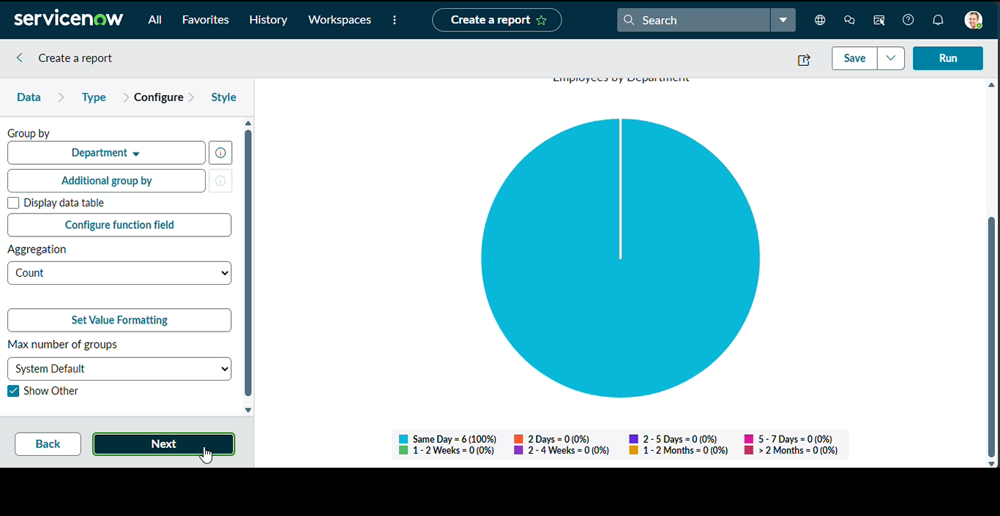 servicenow All Favorites History Workspaces Create a report Search
Create a report Save Run
Data Type Configure Style
Employees by Department
Group by
Department
Additional group by
Display data table
Configure function field
Aggregation
Count
Set Value Formatting
Max number of groups
System Default
Show Other
Back Next
Same Day = 6 (100%) 2 Days = 0 (0%) 2 - 5 Days = 0 (0%) 5 - 7 Days = 0 (0%)
1 - 2 Weeks = 0 (0%) 2 - 4 Weeks = 0 (0%) 1 - 2 Months = 0 (0%) > 2 Months = 0 (0%)